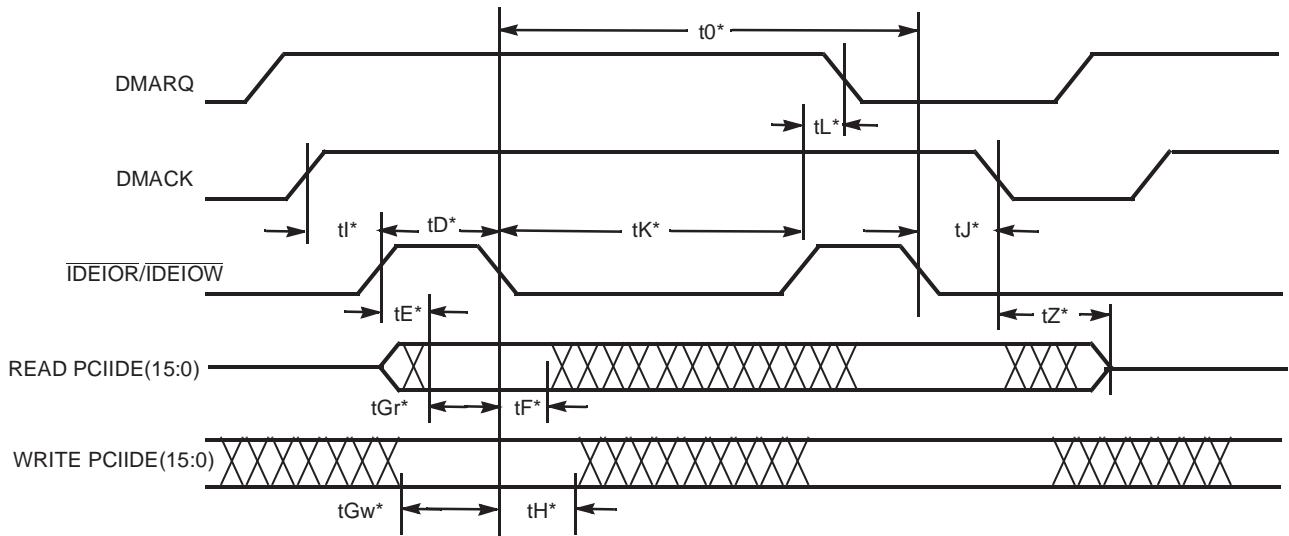 t0*
DMARQ
tL*
DMACK
tI* tD* tK* tJ*
IDEIOR/IDEIOW
tE* tZ*
READ PCIIDE(15:0)
tGr* tF*
WRITE PCIIDE(15:0)
tGw* tH*